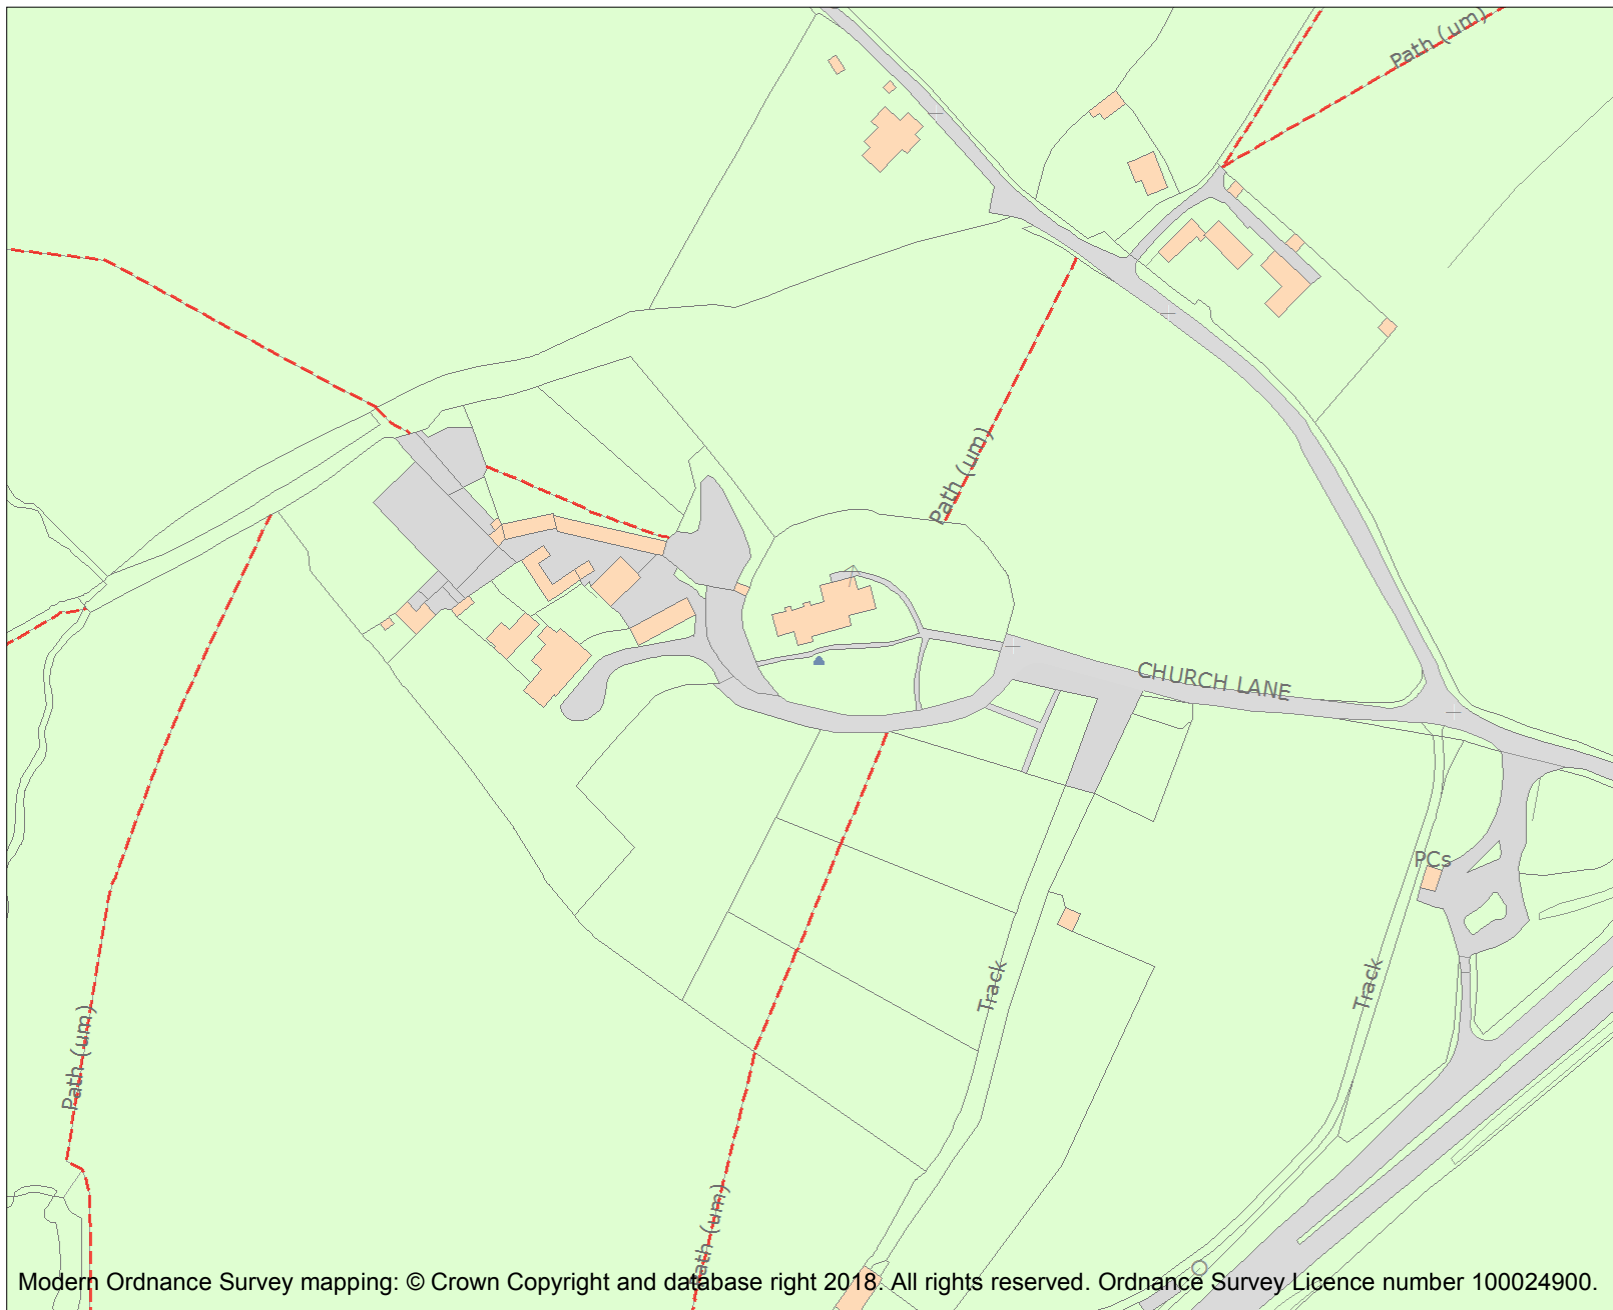 Path (um)
Path (um)
CHURCH LANE
PCs
Track
Track
Path (um)
Path (um)
Modern Ordnance Survey mapping: © Crown Copyright and database right 2018. All rights reserved. Ordnance Survey Licence number 100024900.